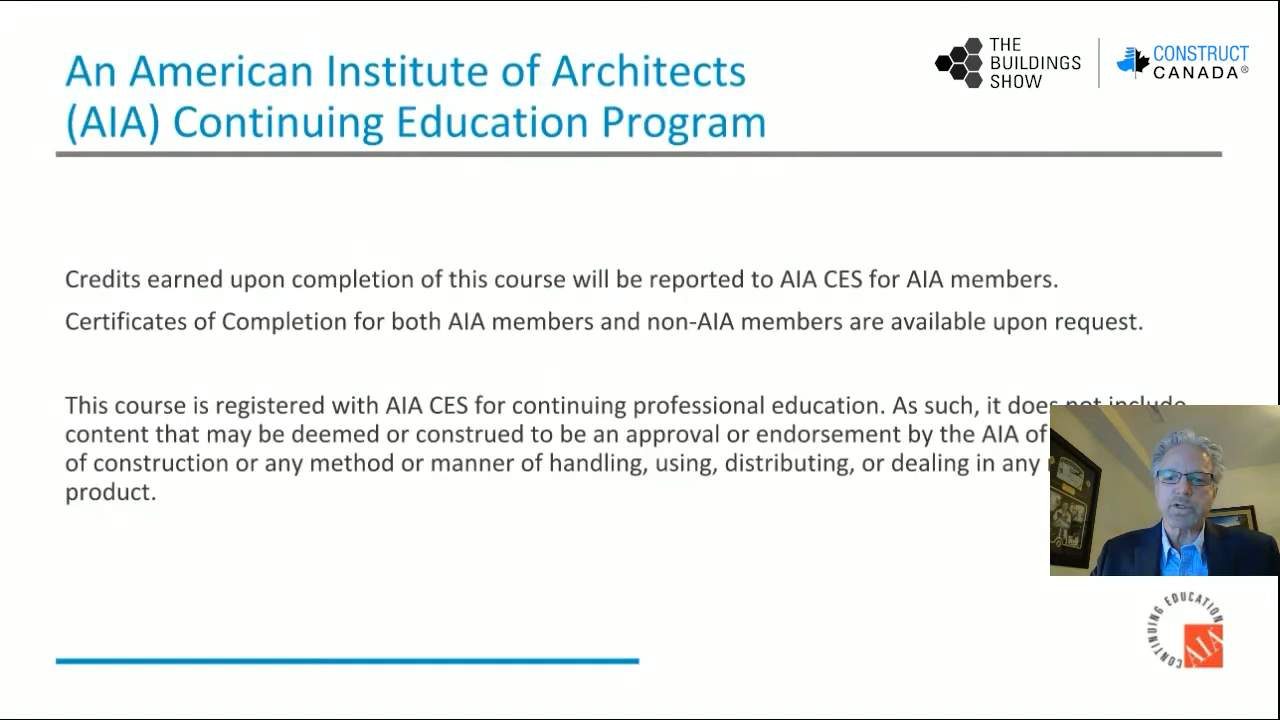 An American Institute of Architects
(AIA) Continuing Education Program
THE
BUILDINGS
SHOW
CONSTRUCT
CANADA®
Credits earned upon completion of this course will be reported to AIA CES for AIA members.
Certificates of Completion for both AIA members and non-AIA members are available upon request.
This course is registered with AIA CES for continuing professional education. As such, it does not include
content that may be deemed or construed to be an approval or endorsement by the AIA of
of construction or any method or manner of handling, using, distributing, or dealing in any
product.
CONTINUING EDUCATION
AIA